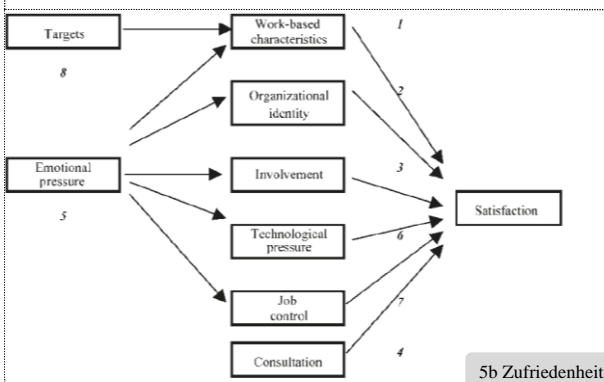 Targets
8
Emotional
pressure
5
Work-based
characteristics
Organizational
identity
Involvement
Technological
pressure
Job
control
Consultation
1
2
3
6
7
4
Satisfaction
5b Zufriedenheit